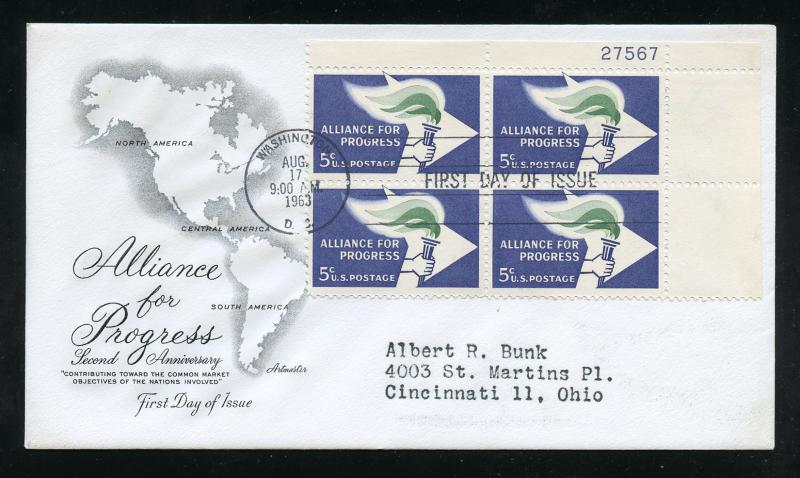 27567
ALLIANCE FOR
PROGRESS
5c U.S. POSTAGE
ALLIANCE FOR
PROGRESS
5c U.S. POSTAGE
WASHINGTON
AUG.
17
9:00 A.M.
1963
D. C.
FIRST DAY OF ISSUE
ALLIANCE FOR
PROGRESS
5c U.S. POSTAGE
ALLIANCE FOR
PROGRESS
5c U.S. POSTAGE
NORTH AMERICA
CENTRAL AMERICA
SOUTH AMERICA
Alliance
for
Progress
Second Anniversary
"CONTRIBUTING TOWARD THE COMMON MARKET
OBJECTIVES OF THE NATIONS INVOLVED"
First Day of Issue
Artmaster
Albert R. Bunk
4003 St. Martins Pl.
Cincinnati 11, Ohio